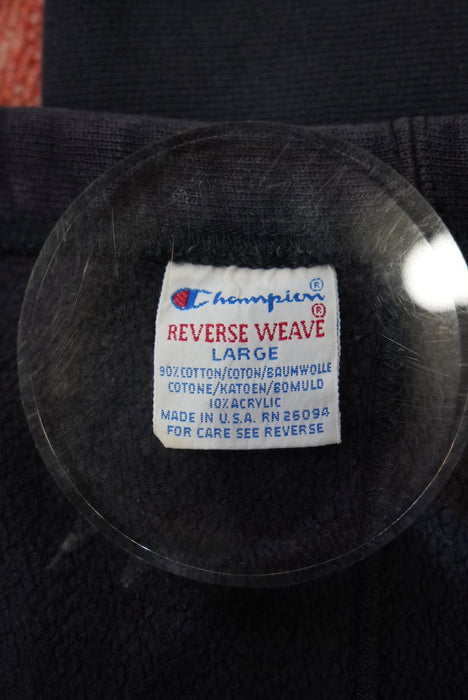 Champion ®
®
REVERSE WEAVE
LARGE
90% COTTON/COTON/BAUMWOLLE
COTONE/KATOEN/BOMULD
10% ACRYLIC
MADE IN U.S.A. RN 26094
FOR CARE SEE REVERSE